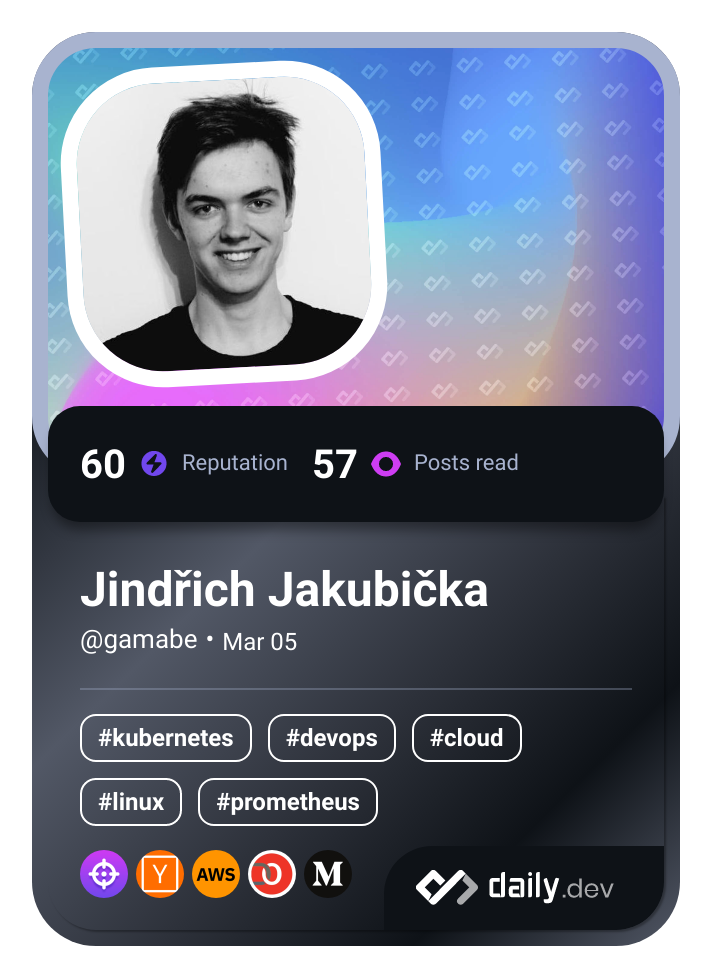 60 Reputation 57 Posts read
Jindřich Jakubička
@gamabe • Mar 05
#kubernetes #devops #cloud
#linux #prometheus
Y AWS O M daily.dev